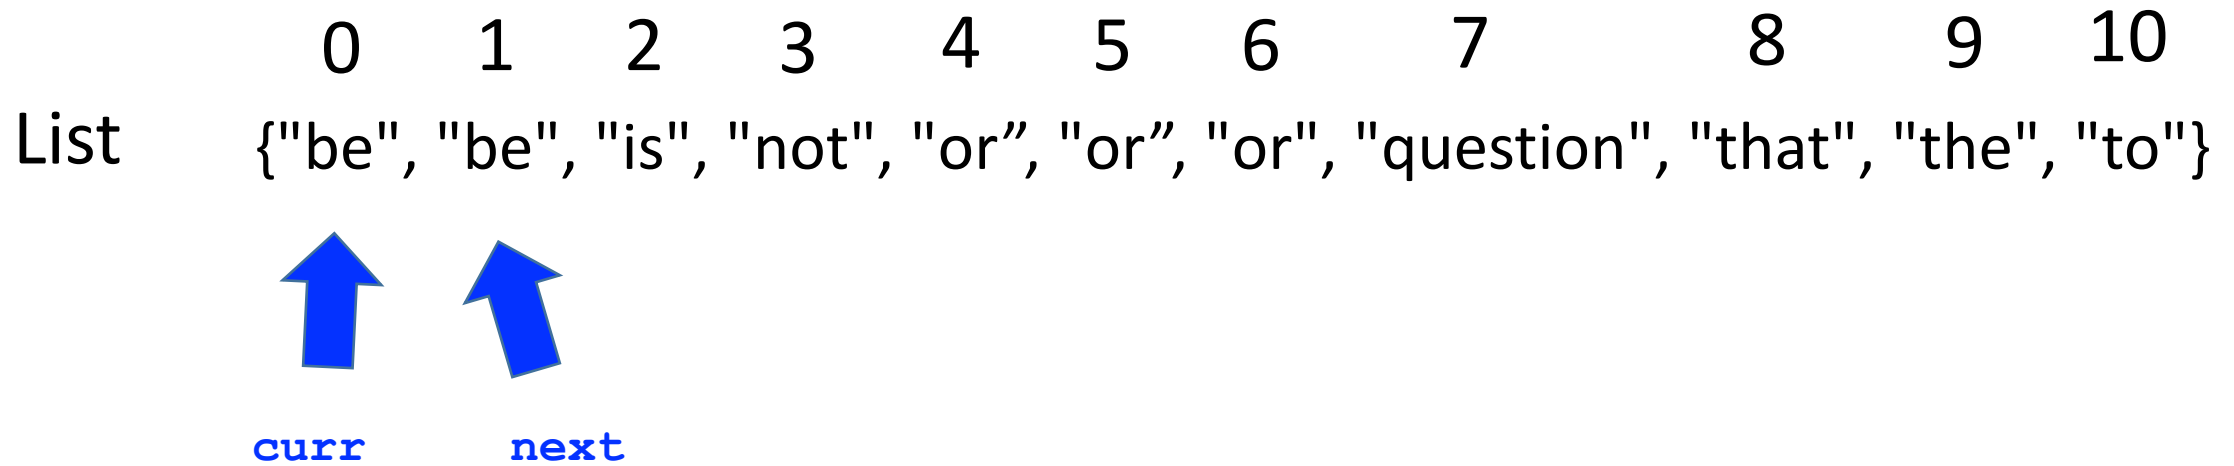 0 1 2 3 4 5 6 7 8 9 10
List {"be", "be", "is", "not", "or”, "or”, "or", "question", "that", "the", "to"}
curr next